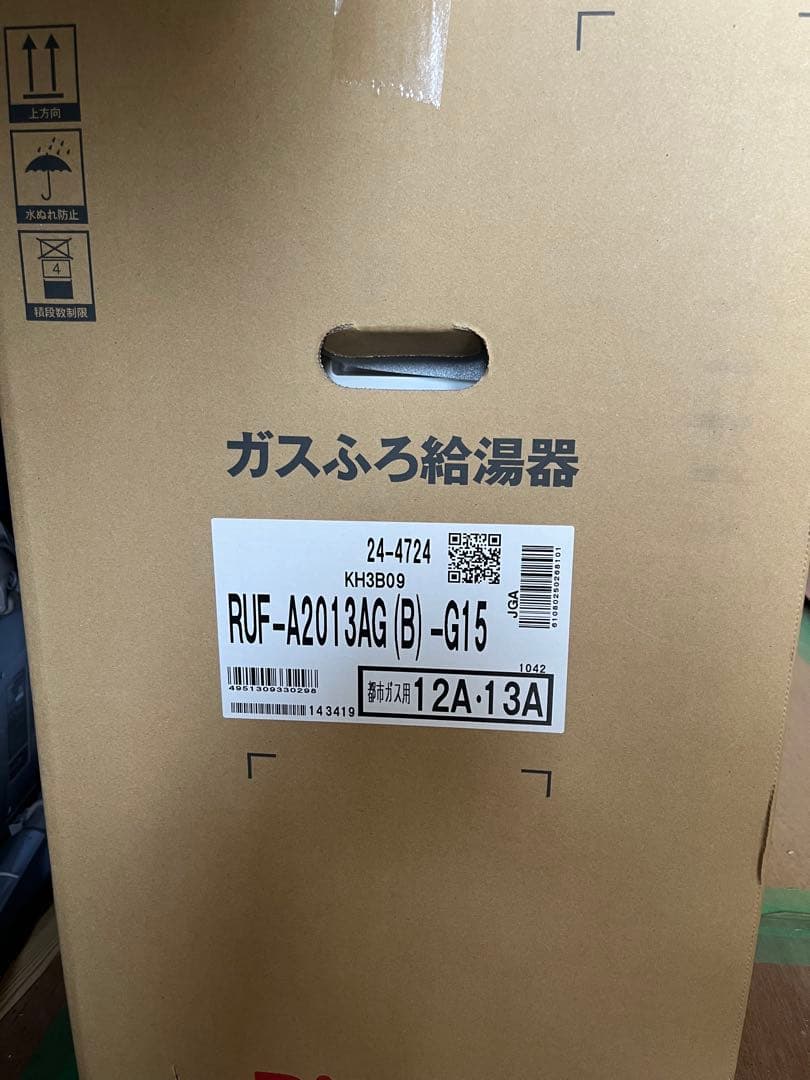 上方向
水ぬれ防止
4
積段数制限
ガスふろ給湯器
24-4724
KH3B09
RUF-A2013AG(B)-G15
JGA
61080250268101
4951309330298
143419
1042
都市ガス用 12A・13A